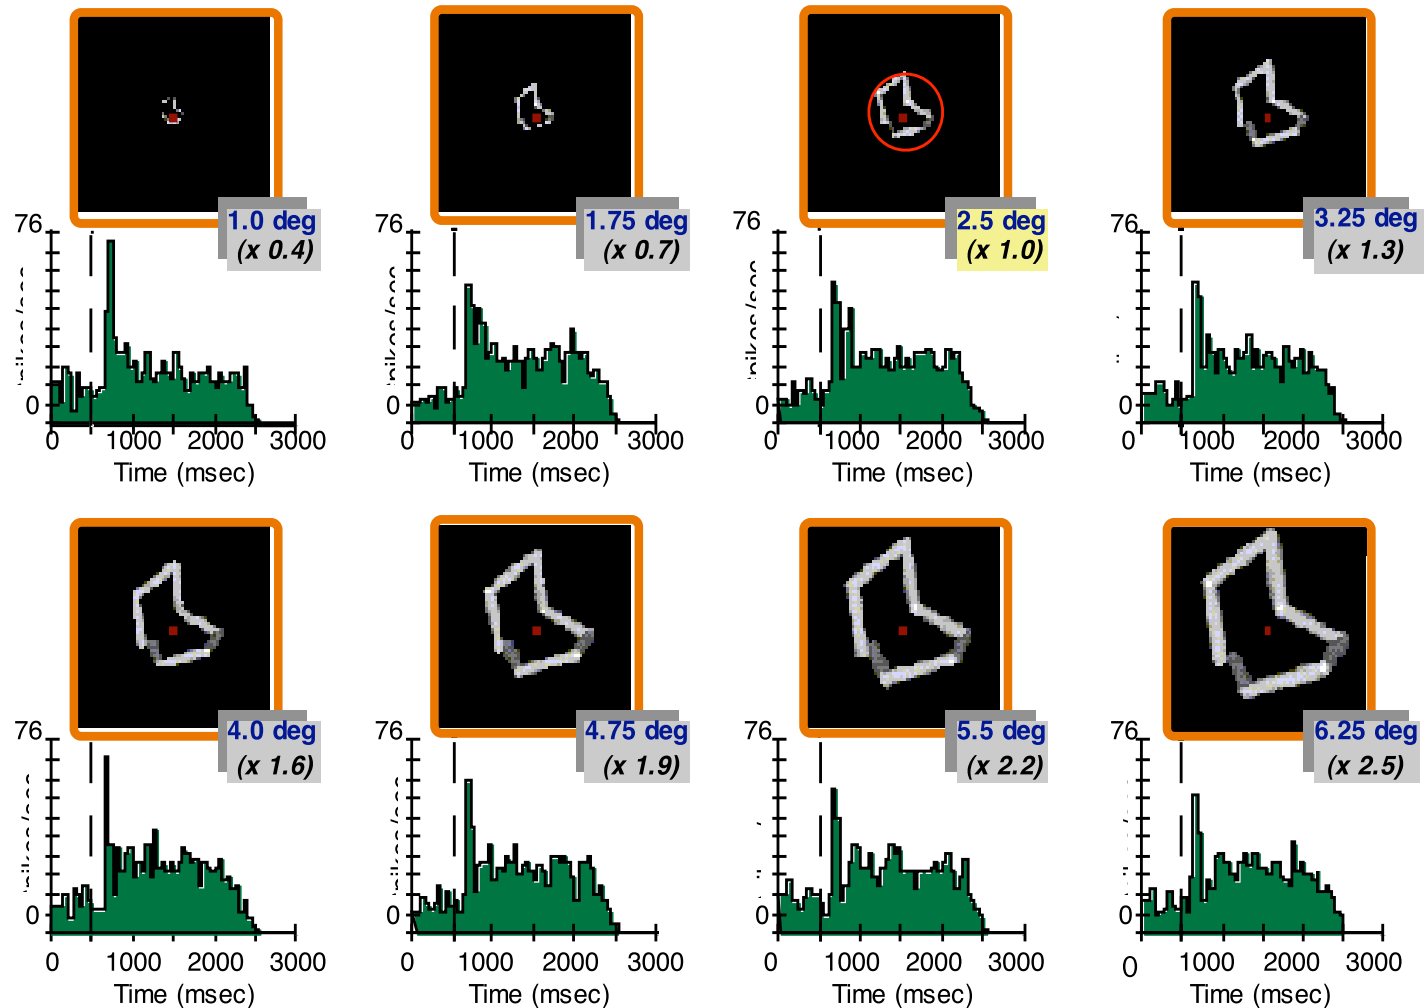 1.0 deg
(x 0.4)
76
0
0 1000 2000 3000
Time (msec)
1.75 deg
(x 0.7)
76
0
0 1000 2000 3000
Time (msec)
2.5 deg
(x 1.0)
76
0
0 1000 2000 3000
Time (msec)
3.25 deg
(x 1.3)
76
0
0 1000 2000 3000
Time (msec)
4.0 deg
(x 1.6)
76
0
0 1000 2000 3000
Time (msec)
4.75 deg
(x 1.9)
76
0
0 1000 2000 3000
Time (msec)
5.5 deg
(x 2.2)
76
0
0 1000 2000 3000
Time (msec)
6.25 deg
(x 2.5)
76
0
0 1000 2000 3000
Time (msec)